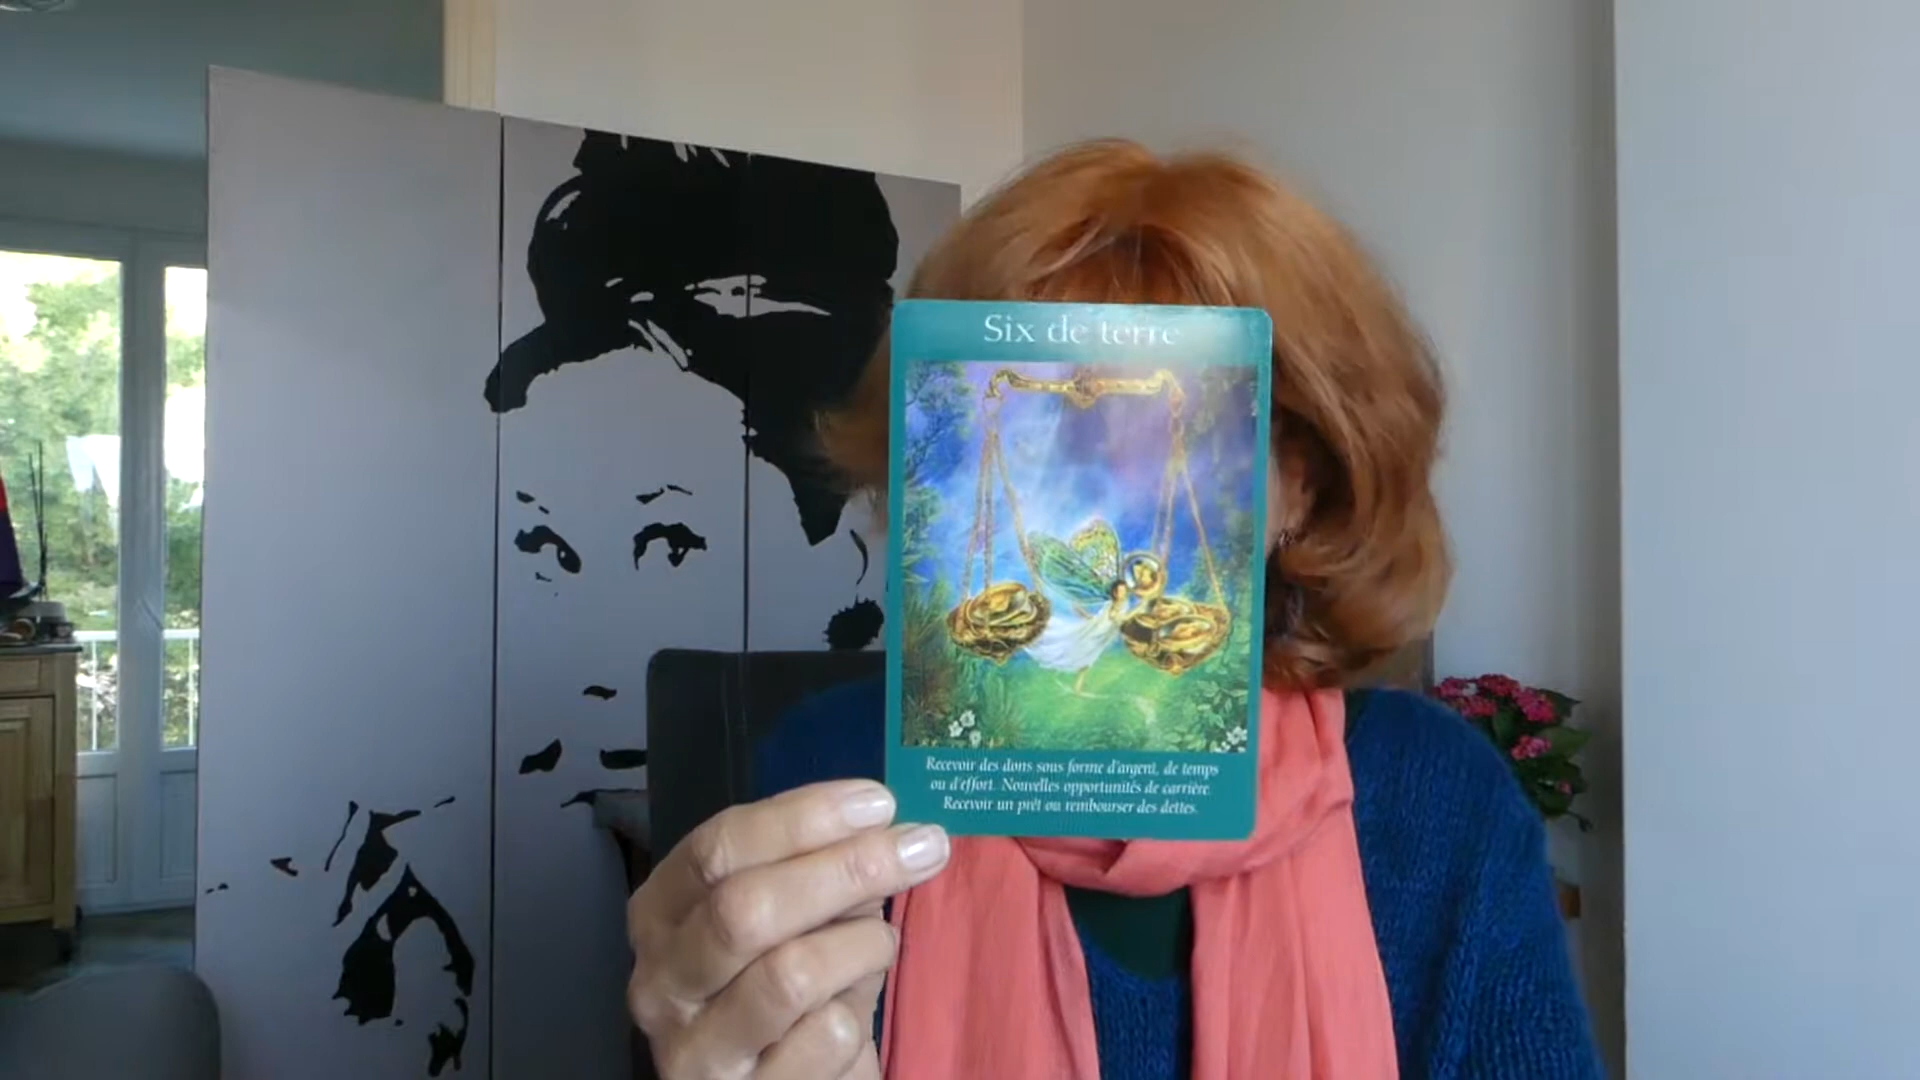 Six de terre
Recevoir des dons sous forme d'argent, de temps
ou d'effort. Nouvelles opportunités de carrière.
Recevoir un prêt ou rembourser des dettes.